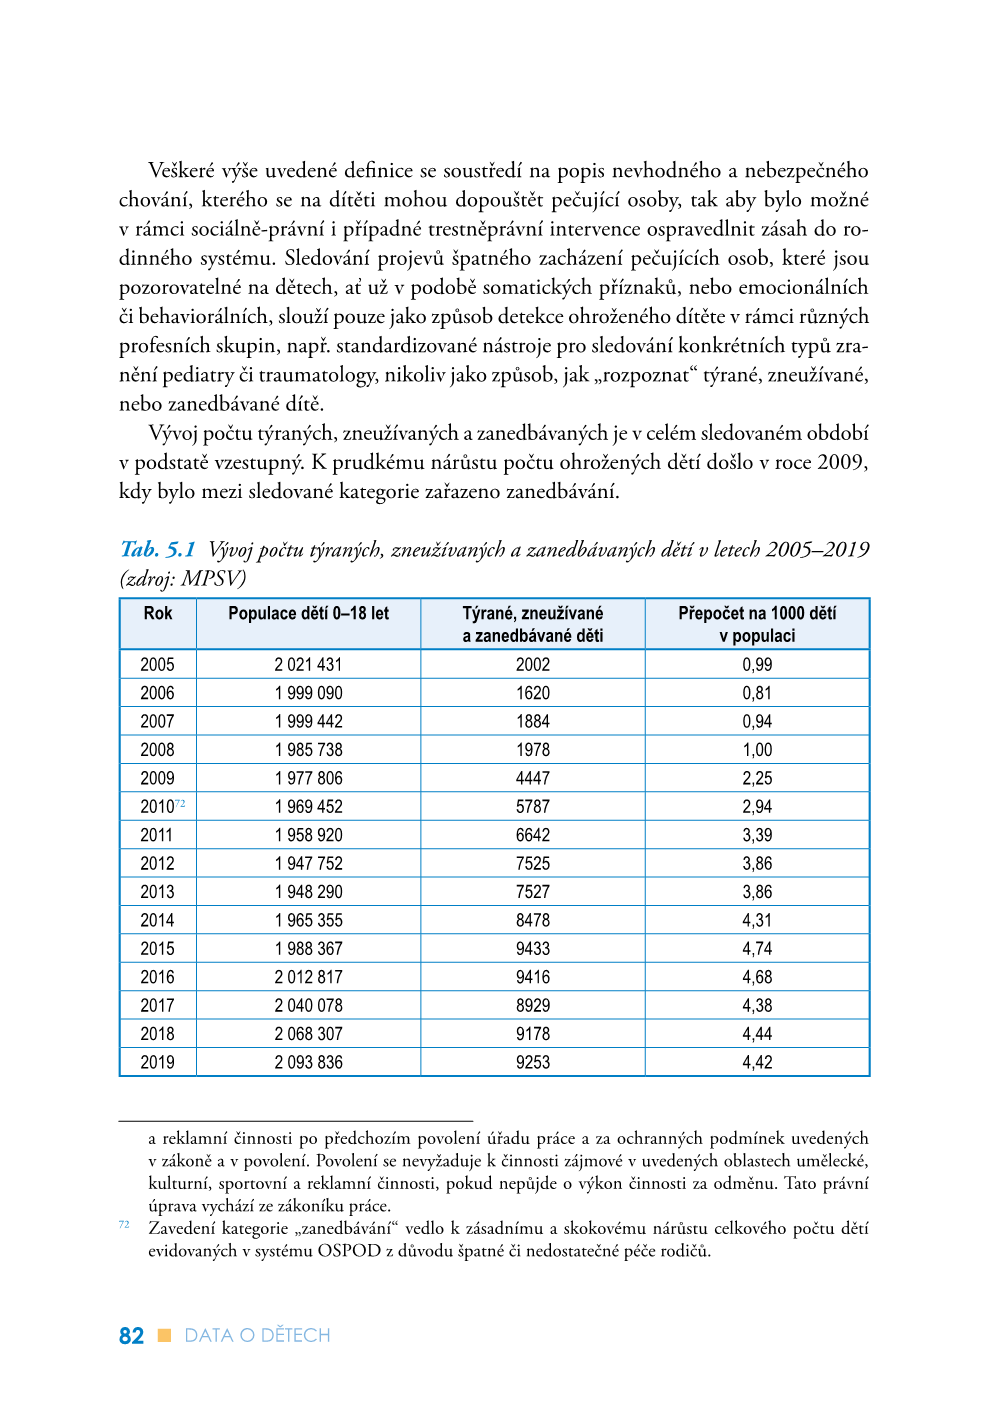 Veškeré výše uvedené definice se soustředí na popis nevhodného a nebezpečného
chování, kterého se na dítěti mohou dopouštět pečující osoby, tak aby bylo možné
v rámci sociálně-právní i případné trestněprávní intervence ospravedlnit zásah do ro-
dinného systému. Sledování projevů špatného zacházení pečujících osob, které jsou
pozorovatelné na dětech, ať už v podobě somatických příznaků, nebo emocionálních
či behaviorálních, slouží pouze jako způsob detekce ohroženého dítěte v rámci různých
profesních skupin, např. standardizované nástroje pro sledování konkrétních typů zra-
nění pediatry či traumatology, nikoliv jako způsob, jak „rozpoznat“ týrané, zneužívané,
nebo zanedbávané dítě.
Vývoj počtu týraných, zneužívaných a zanedbávaných je v celém sledovaném období
v podstatě vzestupný. K prudkému nárůstu počtu ohrožených dětí došlo v roce 2009,
kdy bylo mezi sledované kategorie zařazeno zanedbávání.
Tab. 5.1 Vývoj počtu týraných, zneužívaných a zanedbávaných dětí v letech 2005–2019
(zdroj: MPSV)
Rok Populace dětí 0–18 let Týrané, zneužívané Přepočet na 1000 dětí
a zanedbávané děti v populaci
2005 2 021 431 2002 0,99
2006 1 999 090 1620 0,81
2007 1 999 442 1884 0,94
2008 1 985 738 1978 1,00
2009 1 977 806 4447 2,25
2010⁷² 1 969 452 5787 2,94
2011 1 958 920 6642 3,39
2012 1 947 752 7525 3,86
2013 1 948 290 7527 3,86
2014 1 965 355 8478 4,31
2015 1 988 367 9433 4,74
2016 2 012 817 9416 4,68
2017 2 040 078 8929 4,38
2018 2 068 307 9178 4,44
2019 2 093 836 9253 4,42
a reklamní činnosti po předchozím povolení úřadu práce a za ochranných podmínek uvedených
v zákoně a v povolení. Povolení se nevyžaduje k činnosti zájmové v uvedených oblastech umělecké,
kulturní, sportovní a reklamní činnosti, pokud nepůjde o výkon činnosti za odměnu. Tato právní
úprava vychází ze zákoníku práce.
72 Zavedení kategorie „zanedbávání“ vedlo k zásadnímu a skokovému nárůstu celkového počtu dětí
evidovaných v systému OSPOD z důvodu špatné či nedostatečné péče rodičů.
82 DATA O DĚTECH